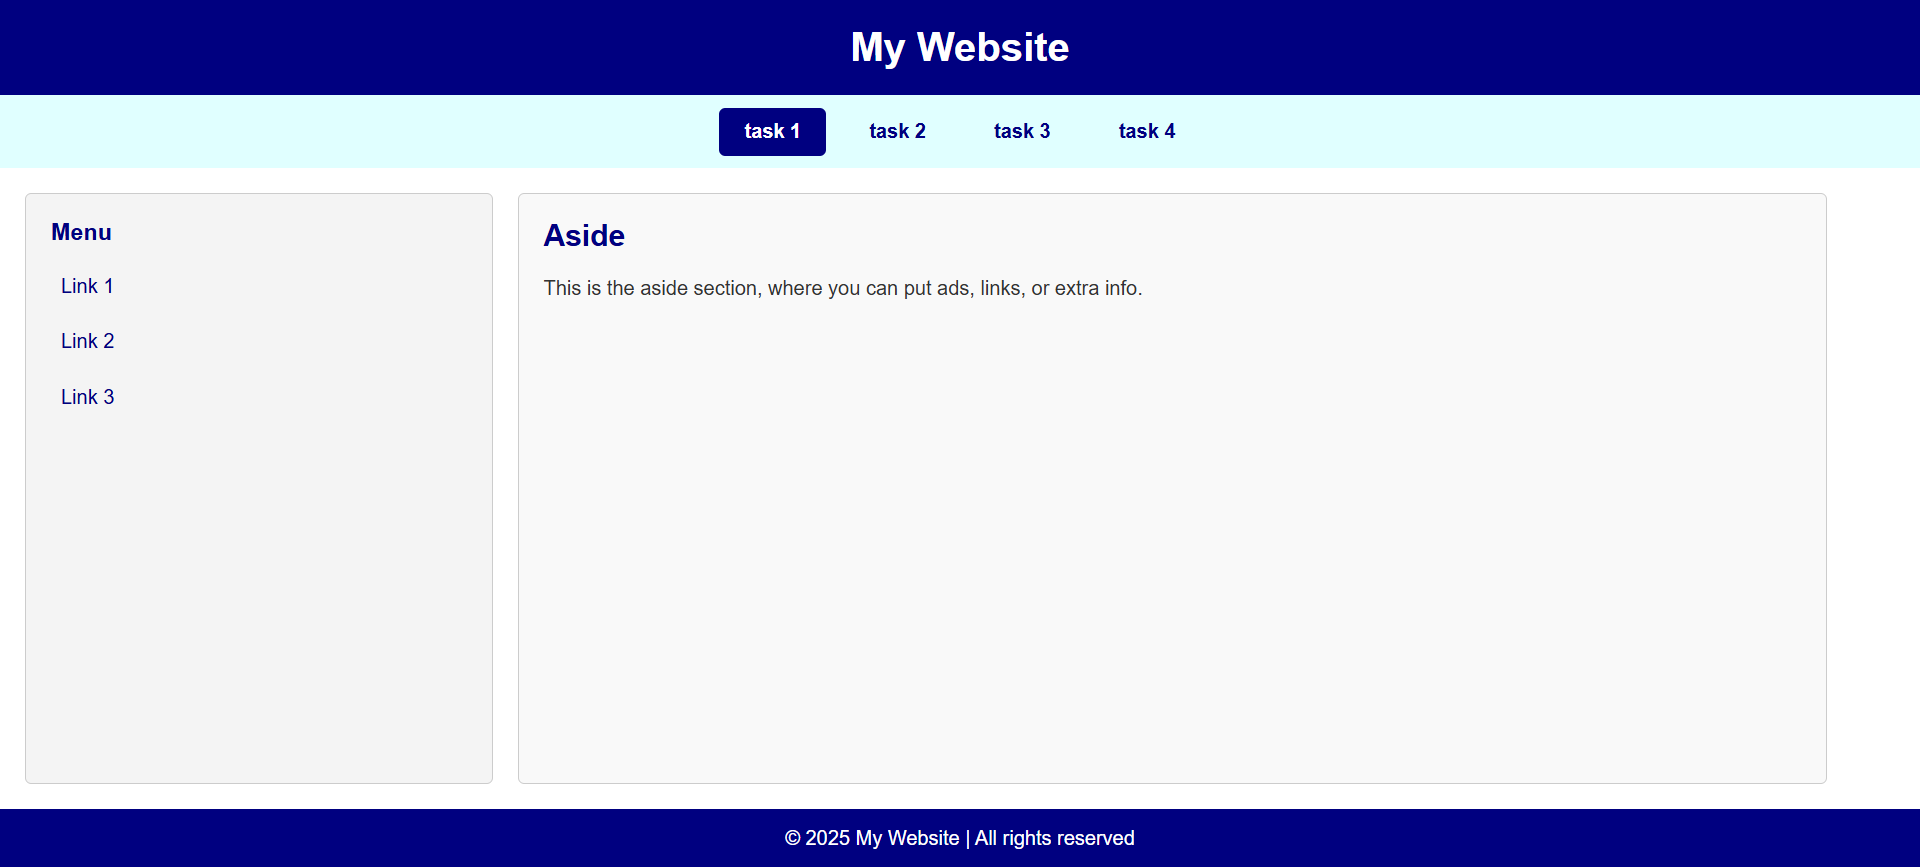 My Website
task 1 task 2 task 3 task 4
Menu
Link 1
Link 2
Link 3
Aside
This is the aside section, where you can put ads, links, or extra info.
© 2025 My Website | All rights reserved